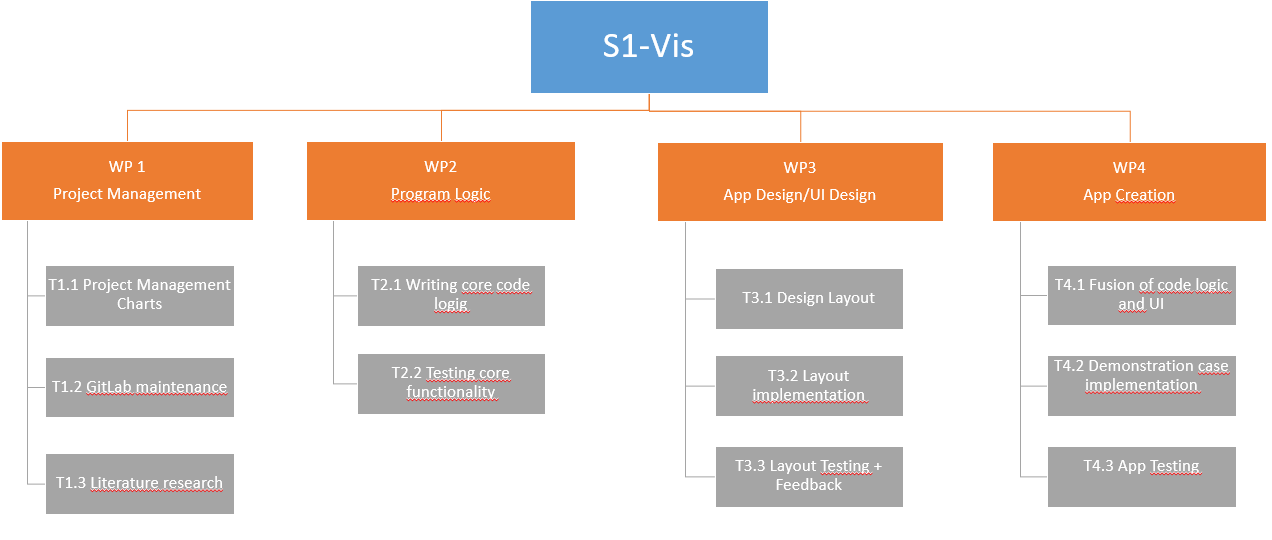 S1-Vis
WP 1
Project Management
WP2
Program Logic
WP3
App Design/UI Design
WP4
App Creation
T1.1 Project Management
Charts
T1.2 GitLab maintenance
T1.3 Literature research
T2.1 Writing core code
logig
T2.2 Testing core
functionality
T3.1 Design Layout
T3.2 Layout
implementation
T3.3 Layout Testing +
Feedback
T4.1 Fusion of code logic
and UI
T4.2 Demonstration case
implementation
T4.3 App Testing